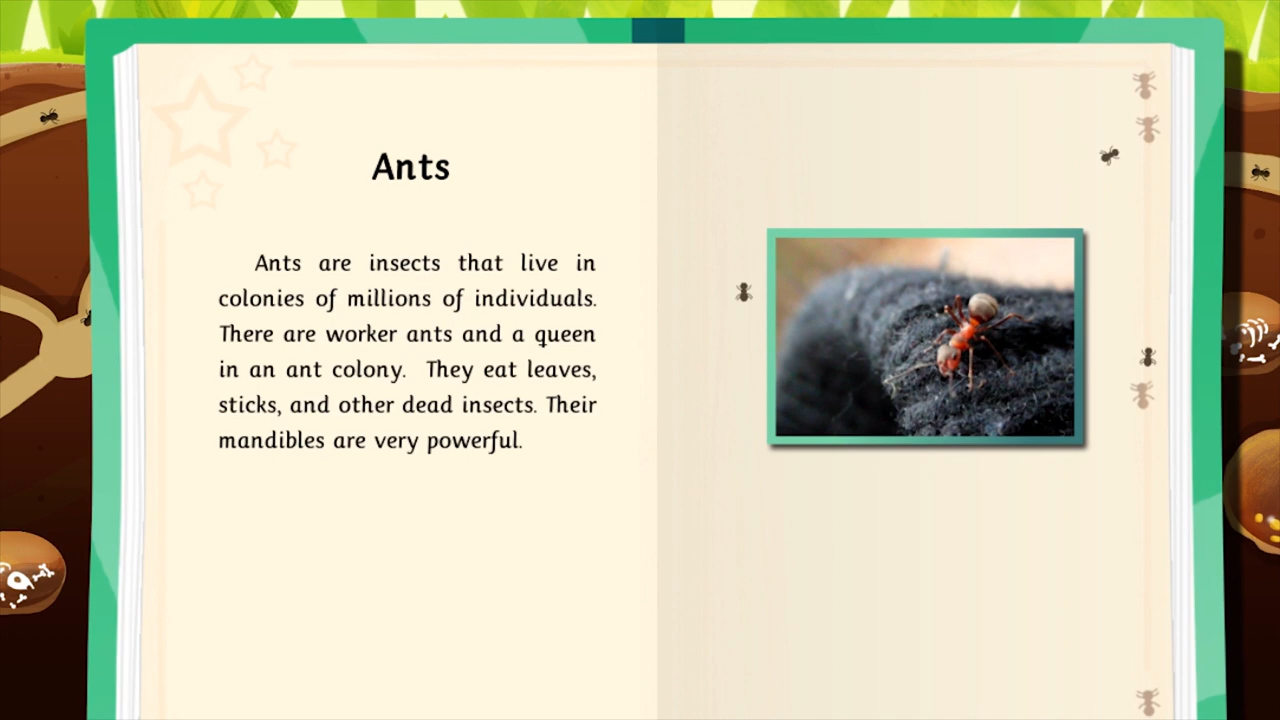 Ants
Ants are insects that live in
colonies of millions of individuals.
There are worker ants and a queen
in an ant colony. They eat leaves,
sticks, and other dead insects. Their
mandibles are very powerful.